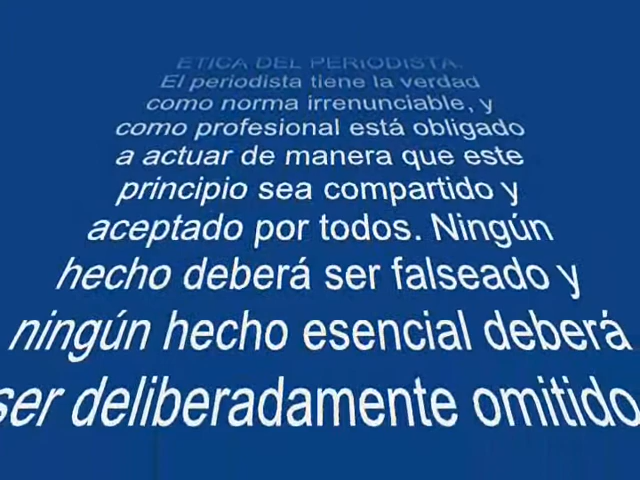 ETICA DEL PERIODISTA.
El periodista tiene la verdad
como norma irrenunciable, y
como profesional está obligado
a actuar de manera que este
principio sea compartido y
aceptado por todos. Ningún
hecho deberá ser falseado y
ningún hecho esencial deberá
ser deliberadamente omitido.